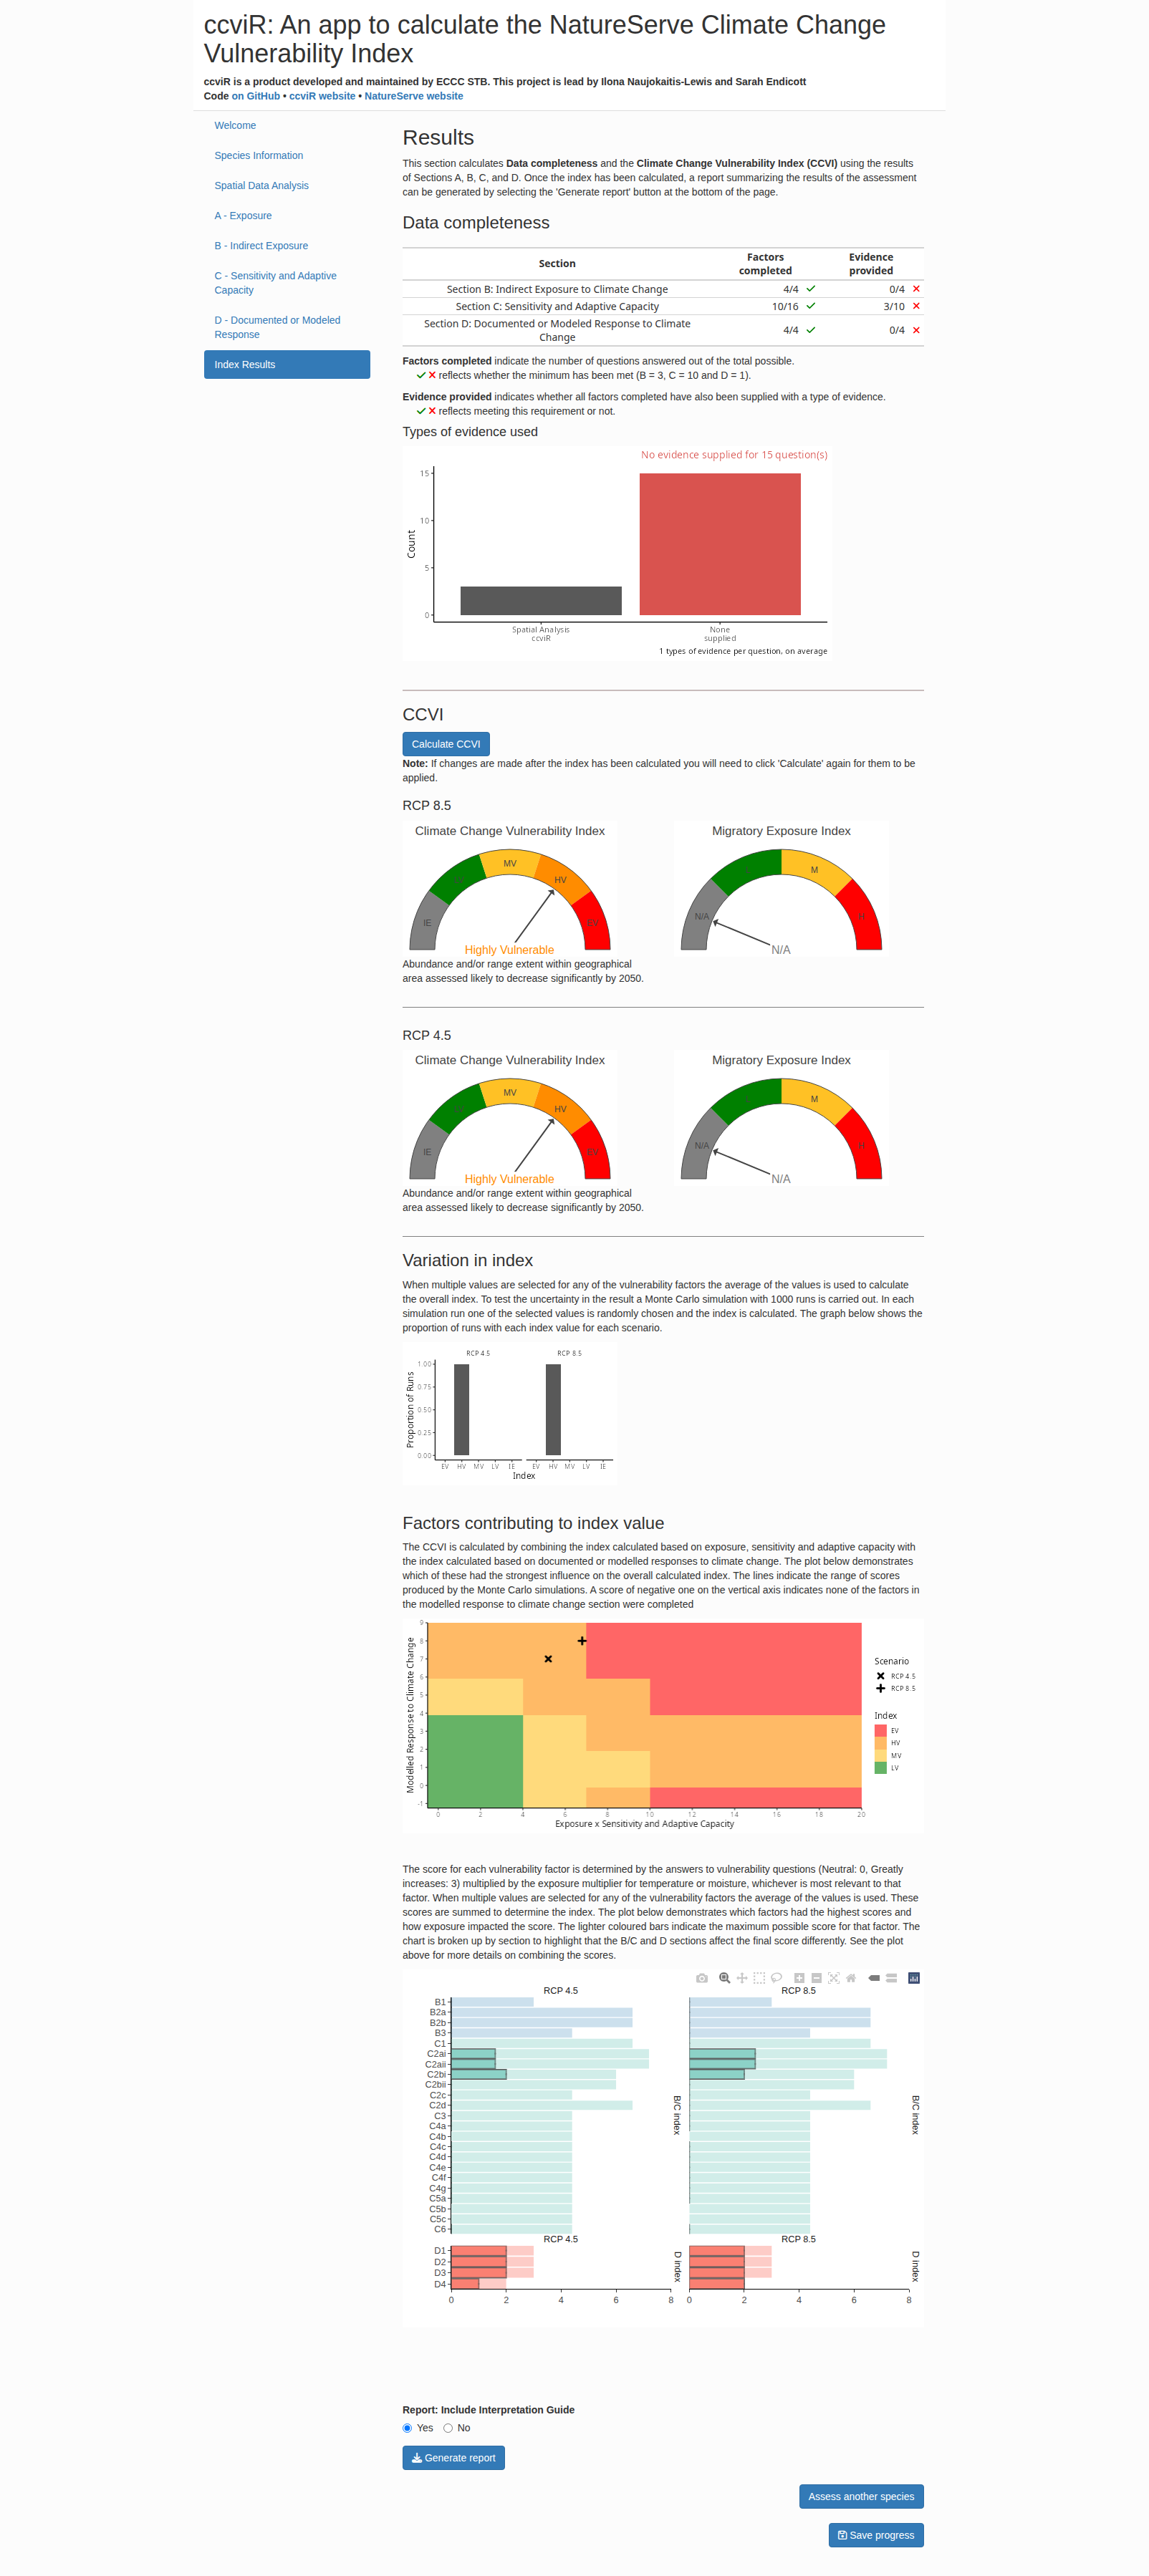 ccviR: An app to calculate the NatureServe Climate Change
Vulnerability Index
ccviR is a product developed and maintained by ECCC STB. This project is lead by Ilona Naujokaitis-Lewis and Sarah Endicott
Code on GitHub • ccviR website • NatureServe website
Welcome
Species Information
Spatial Data Analysis
A - Exposure
B - Indirect Exposure
C - Sensitivity and Adaptive
Capacity
D - Documented or Modeled
Response
Index Results
Results
This section calculates Data completeness and the Climate Change Vulnerability Index (CCVI) using the results
of Sections A, B, C, and D. Once the index has been calculated, a report summarizing the results of the assessment
can be generated by selecting the 'Generate report' button at the bottom of the page.
Data completeness
Section Factors completed Evidence provided
Section B: Indirect Exposure to Climate Change 4/4 0/4
Section C: Sensitivity and Adaptive Capacity 10/16 3/10
Section D: Documented or Modeled Response to Climate
Change 4/4 0/4
Factors completed indicate the number of questions answered out of the total possible.
reflects whether the minimum has been met (B = 3, C = 10 and D = 1).
Evidence provided indicates whether all factors completed have also been supplied with a type of evidence.
reflects meeting this requirement or not.
Types of evidence used
No evidence supplied for 15 question(s)
15
10
5
0
Count
Spatial Analysis
ccviR
None
supplied
1 types of evidence per question, on average
CCVI
Calculate CCVI
Note: If changes are made after the index has been calculated you will need to click 'Calculate' again for them to be
applied.
RCP 8.5
Climate Change Vulnerability Index
IE
MV
HV
EV
Highly Vulnerable
Abundance and/or range extent within geographical
area assessed likely to decrease significantly by 2050.
Migratory Exposure Index
N/A
M
H
N/A
RCP 4.5
Climate Change Vulnerability Index
IE
LV
MV
HV
EV
Highly Vulnerable
Abundance and/or range extent within geographical
area assessed likely to decrease significantly by 2050.
Migratory Exposure Index
N/A
M
N/A
Variation in index
When multiple values are selected for any of the vulnerability factors the average of the values is used to calculate
the overall index. To test the uncertainty in the result a Monte Carlo simulation with 1000 runs is carried out. In each
simulation run one of the selected values is randomly chosen and the index is calculated. The graph below shows the
proportion of runs with each index value for each scenario.
RCP 4.5 RCP 8.5
1.00
0.75
0.50
0.25
0.00
Proportion of Runs
EV HV MV LV IE EV HV MV LV IE
Index
Factors contributing to index value
The CCVI is calculated by combining the index calculated based on exposure, sensitivity and adaptive capacity with
the index calculated based on documented or modelled responses to climate change. The plot below demonstrates
which of these had the strongest influence on the overall calculated index. The lines indicate the range of scores
produced by the Monte Carlo simulations. A score of negative one on the vertical axis indicates none of the factors in
the modelled response to climate change section were completed
9
8
7
6
5
4
3
2
1
0
-1
Modelled Response to Climate Change
0 2 4 6 8 10 12 14 16 18 20
Exposure x Sensitivity and Adaptive Capacity
Scenario
RCP 4.5
RCP 8.5
Index
EV
HV
MV
LV
The score for each vulnerability factor is determined by the answers to vulnerability questions (Neutral: 0, Greatly
increases: 3) multiplied by the exposure multiplier for temperature or moisture, whichever is most relevant to that
factor. When multiple values are selected for any of the vulnerability factors the average of the values is used. These
scores are summed to determine the index. The plot below demonstrates which factors had the highest scores and
how exposure impacted the score. The lighter coloured bars indicate the maximum possible score for that factor. The
chart is broken up by section to highlight that the B/C and D sections affect the final score differently. See the plot
above for more details on combining the scores.
RCP 4.5 RCP 8.5
B1
B2a
B2b
B3
C1
C2ai
C2aii
C2bi
C2bii
C2c
C2d
C3
C4a
C4b
C4c
C4d
C4e
C4f
C4g
C5a
C5b
C5c
C6
B/C index
B/C index
RCP 4.5 RCP 8.5
D1
D2
D3
D4
D index
D index
0 2 4 6 8 0 2 4 6 8
Report: Include Interpretation Guide
Yes No
Generate report
Assess another species
Save progress